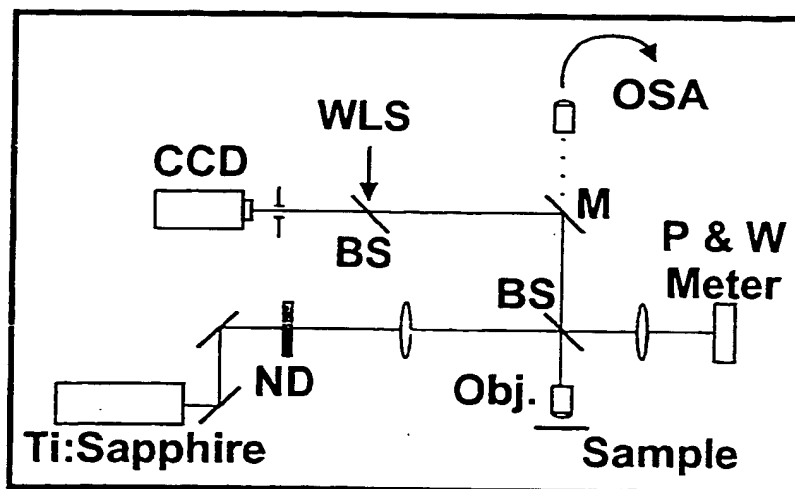 OSA
WLS
CCD
M
BS
P & W
Meter
BS
ND
Obj.
Ti:Sapphire
Sample